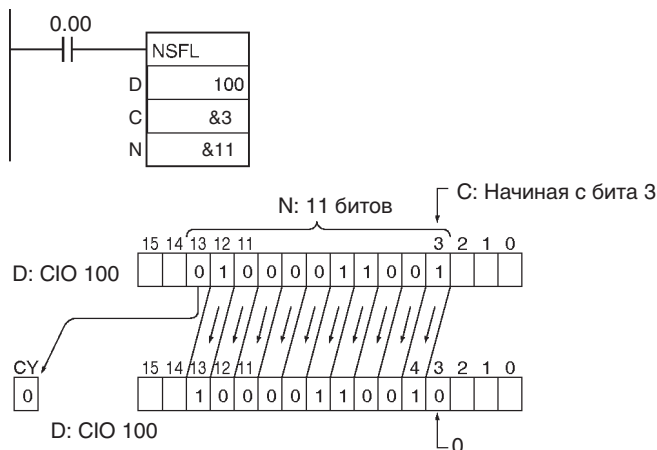 0.00
NSFL
D 100
C &3
N &11
C: Начиная с бита 3
N: 11 битов
15 14 13 12 11 3 2 1 0
D: CIO 100 0 1 0 0 0 0 1 1 0 0 1
CY 15 14 13 12 11 4 3 2 1 0
0 1 0 0 0 0 1 1 0 0 1 0
D: CIO 100
0